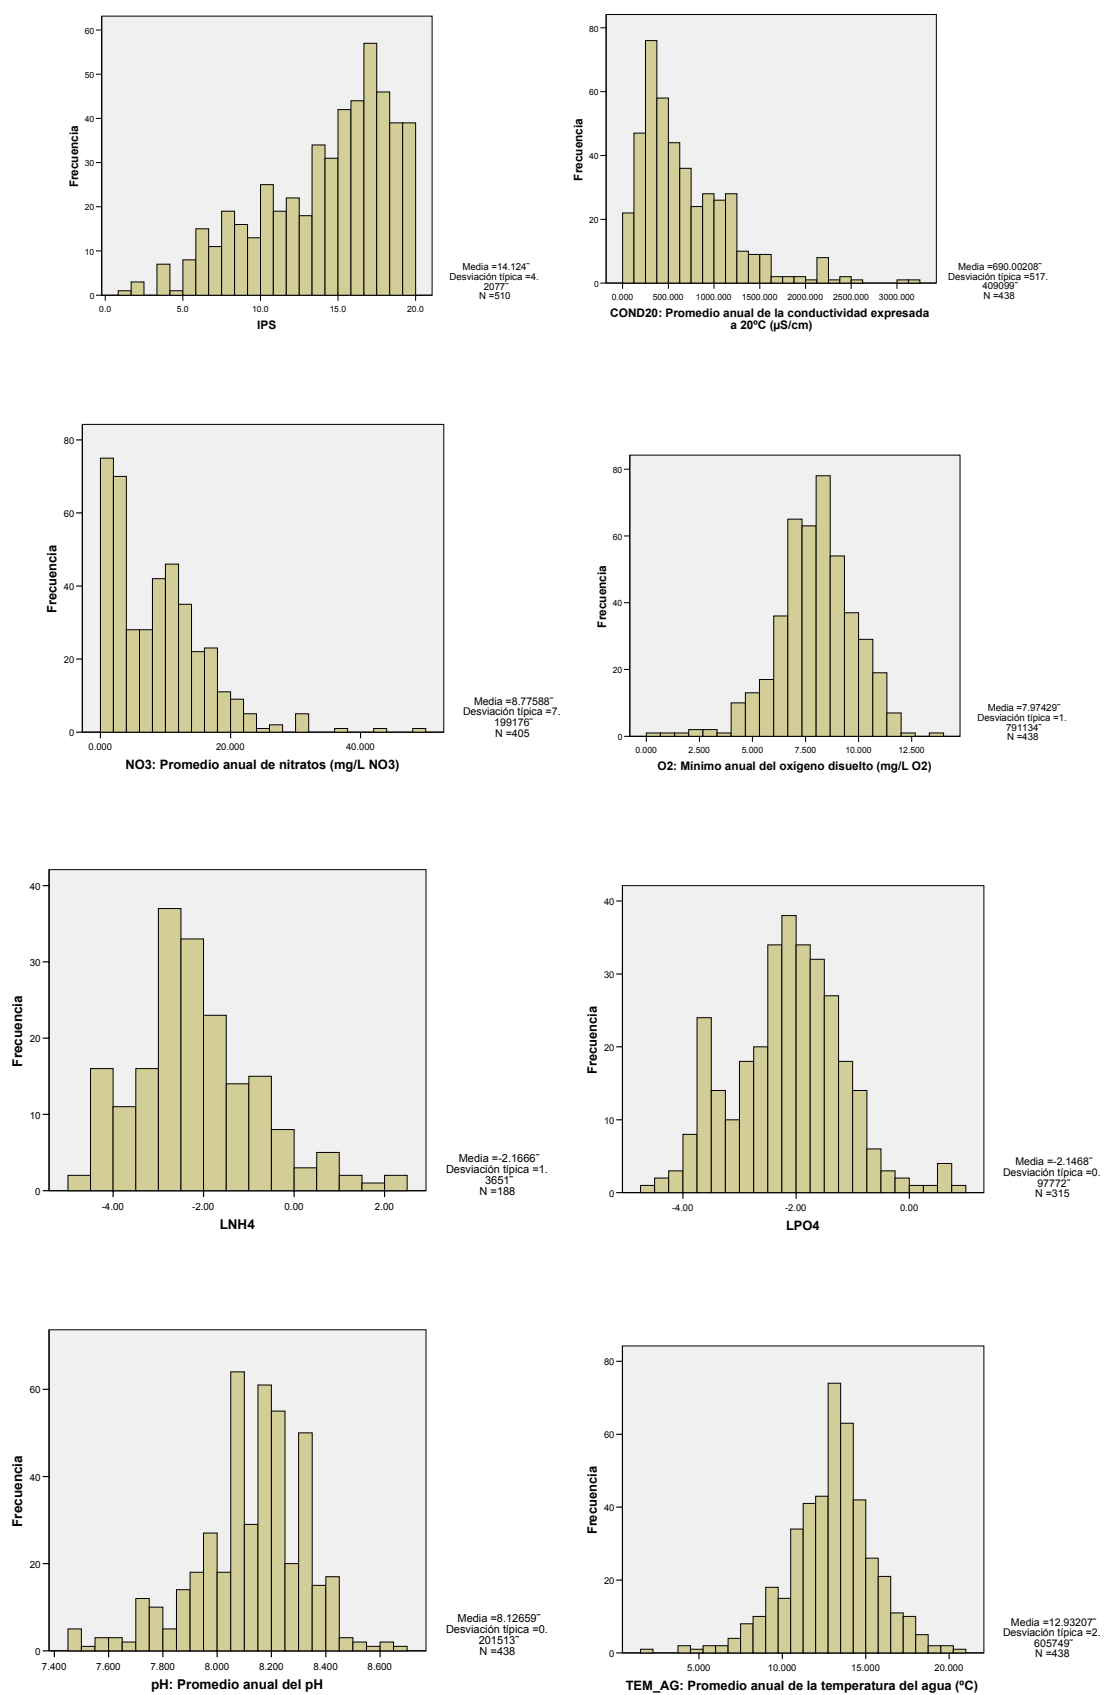 60
50
40
30
20
10
0
Frecuencia
0.0 5.0 10.0 15.0 20.0
IPS
Media =14.124˜
Desviación típica =4.
2077˜
N =510
80
60
40
20
0
Frecuencia
0.000 500.000 1000.000 1500.000 2000.000 2500.000 3000.000
COND20: Promedio anual de la conductividad expresada
a 20ºC (µS/cm)
Media =690.00208˜
Desviación típica =517.
409099˜
N =438
80
60
40
20
0
Frecuencia
0.000 20.000 40.000
NO3: Promedio anual de nitratos (mg/L NO3)
Media =8.77588˜
Desviación típica =7.
199176˜
N =405
80
60
40
20
0
Frecuencia
0.000 2.500 5.000 7.500 10.000 12.500
O2: Mínimo anual del oxígeno disuelto (mg/L O2)
Media =7.97429˜
Desviación típica =1.
791134˜
N =438
40
30
20
10
0
Frecuencia
-4.00 -2.00 0.00 2.00
LNH4
Media =-2.1666˜
Desviación típica =1.
3651˜
N =188
40
30
20
10
0
Frecuencia
-4.00 -2.00 0.00
LPO4
Media =-2.1468˜
Desviación típica =0.
97772˜
N =315
60
40
20
0
Frecuencia
7.400 7.600 7.800 8.000 8.200 8.400 8.600
pH: Promedio anual del pH
Media =8.12659˜
Desviación típica =0.
201513˜
N =438
80
60
40
20
0
Frecuencia
5.000 10.000 15.000 20.000
TEM_AG: Promedio anual de la temperatura del agua (ºC)
Media =12.93207˜
Desviación típica =2.
605749˜
N =438